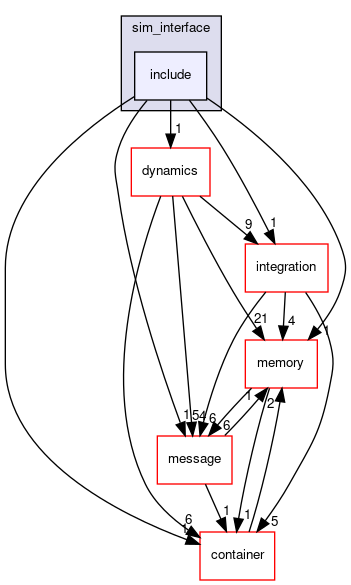 sim_interface
include
1
dynamics
9
1
integration
21
4
1
memory
1
54
6
1
6
2
message
6
1
1
1
5
container